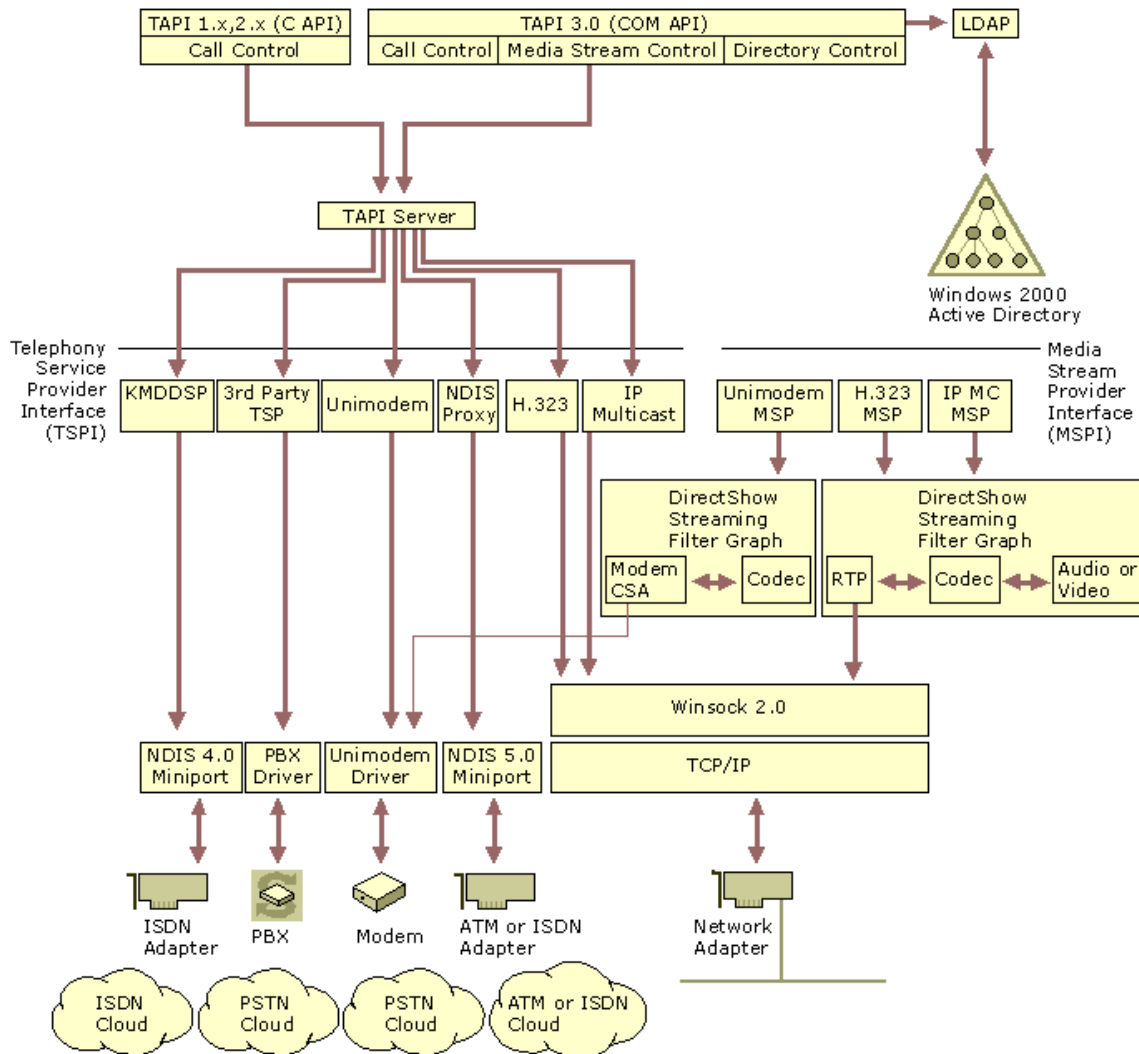 TAPI 1.x,2.x (C API)
Call Control
TAPI 3.0 (COM API)
Call Control
Media Stream Control
Directory Control
LDAP
TAPI Server
Windows 2000
Active Directory
Telephony
Service
Provider
Interface
(TSPI)
KMDDSP
3rd Party
TSP
Unimodem
NDIS
Proxy
H.323
IP
Multicast
Unimodem
MSP
H.323
MSP
IP MC
MSP
Media
Stream
Provider
Interface
(MSPI)
DirectShow
Streaming
Filter Graph
Modem
CSA
Codec
DirectShow
Streaming
Filter Graph
RTP
Codec
Audio or
Video
Winsock 2.0
NDIS 4.0
Miniport
PBX
Driver
Unimodem
Driver
NDIS 5.0
Miniport
TCP/IP
ISDN
Adapter
PBX
Modem
ATM or ISDN
Adapter
Network
Adapter
ISDN
Cloud
PSTN
Cloud
PSTN
Cloud
ATM or ISDN
Cloud